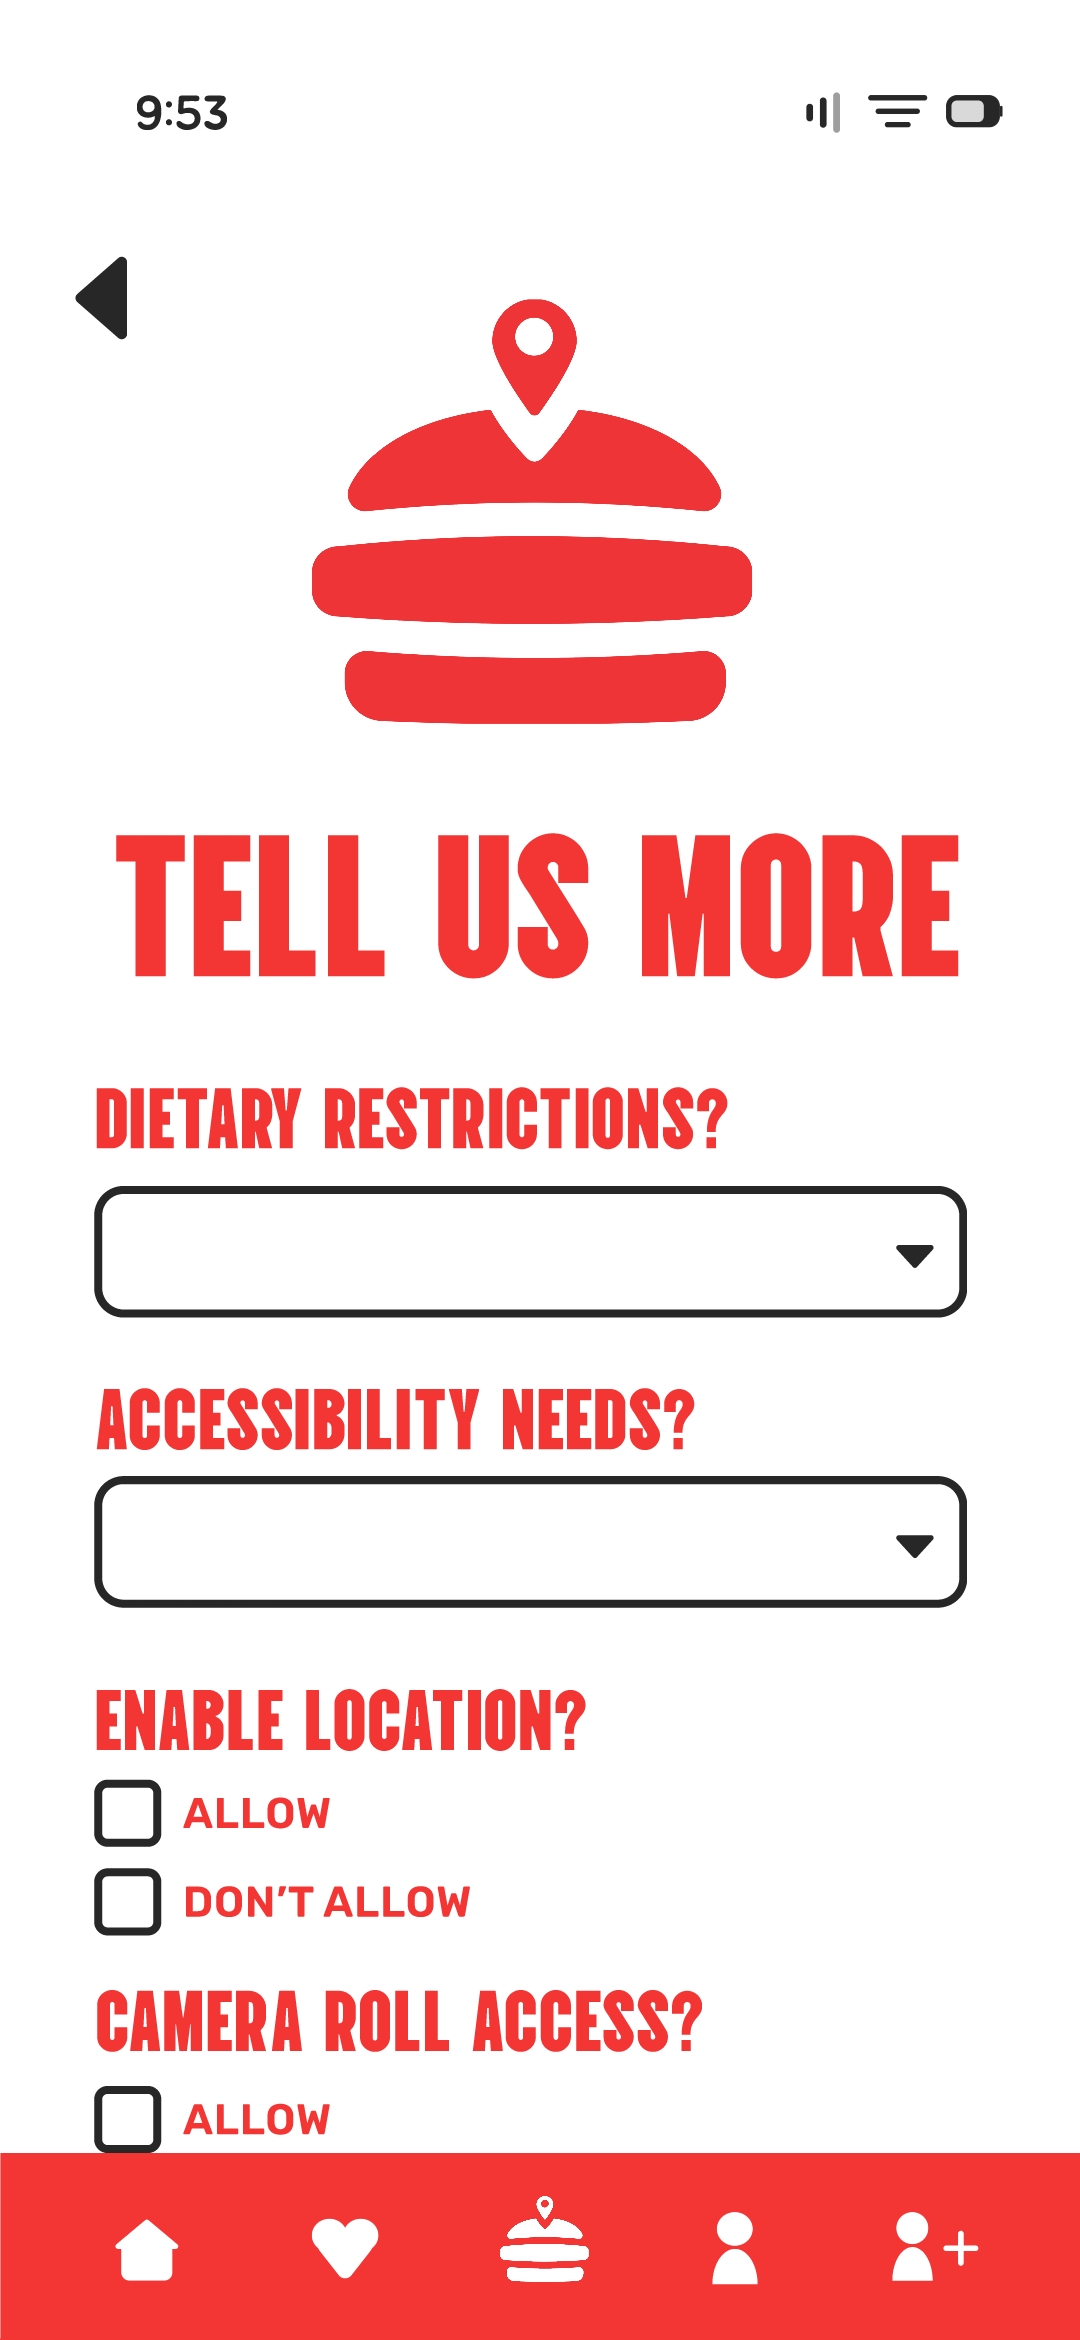 9:53
TELL US MORE
DIETARY RESTRICTIONS?
ACCESSIBILITY NEEDS?
ENABLE LOCATION?
ALLOW
DON'T ALLOW
CAMERA ROLL ACCESS?
ALLOW